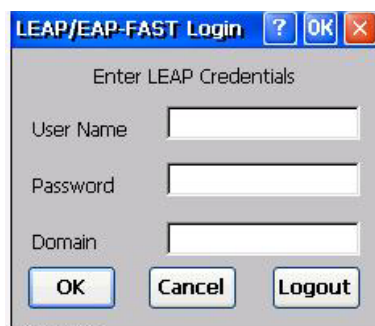 LEAP/EAP-FAST Login ? OK
Enter LEAP Credentials
User Name
Password
Domain
OK Cancel Logout